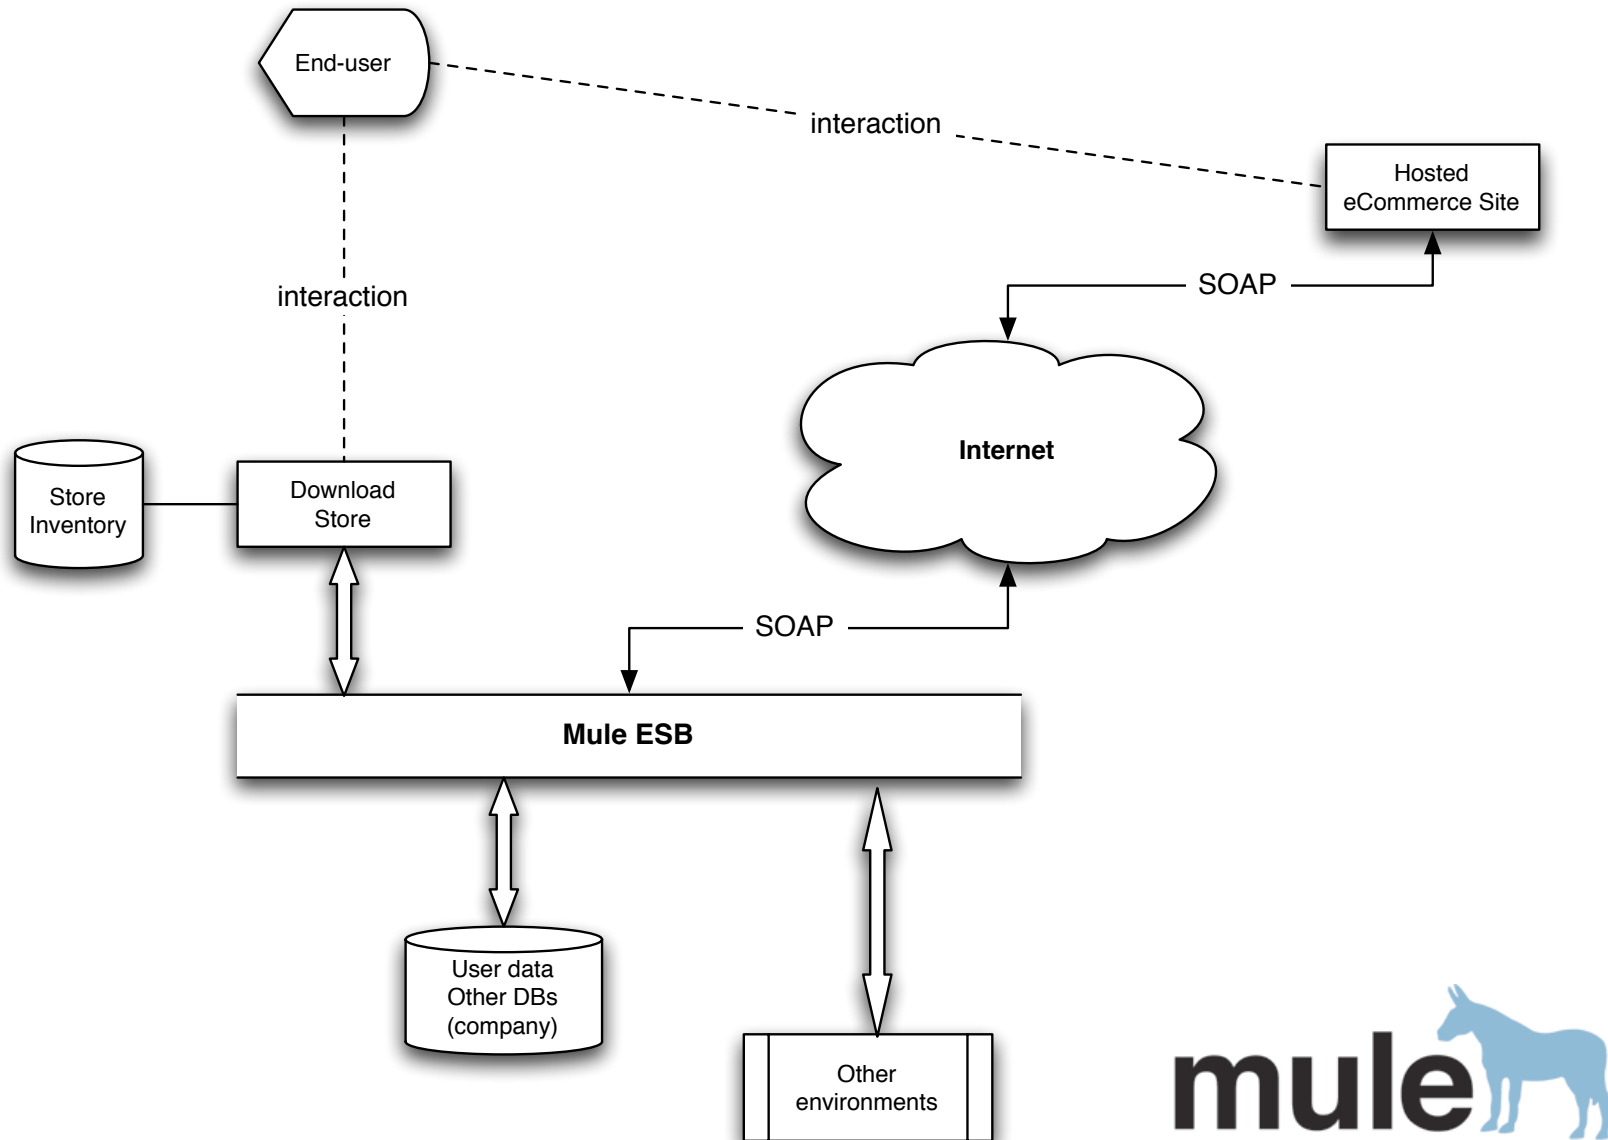 End-user
interaction
Hosted
eCommerce Site
SOAP
interaction
Internet
Store
Inventory
Download
Store
SOAP
Mule ESB
User data
Other DBs
(company)
Other
environments
mule